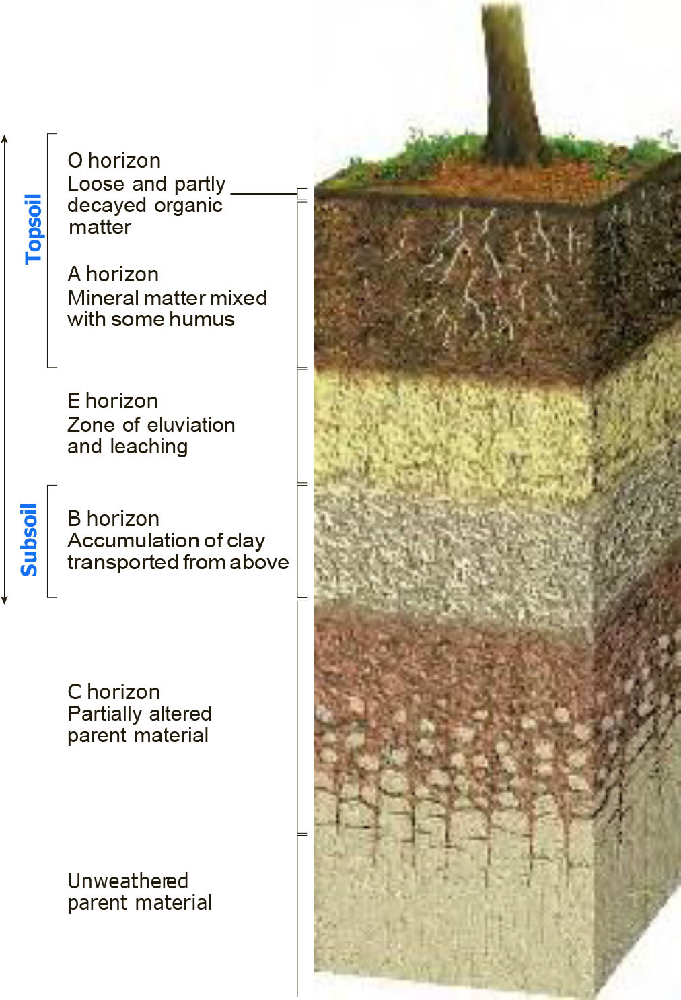 Topsoil
O horizon
Loose and partly
decayed organic
matter
A horizon
Mineral matter mixed
with some humus
E horizon
Zone of eluviation
and leaching
Subsoil
B horizon
Accumulation of clay
transported from above
C horizon
Partially altered
parent material
Unweathered
parent material